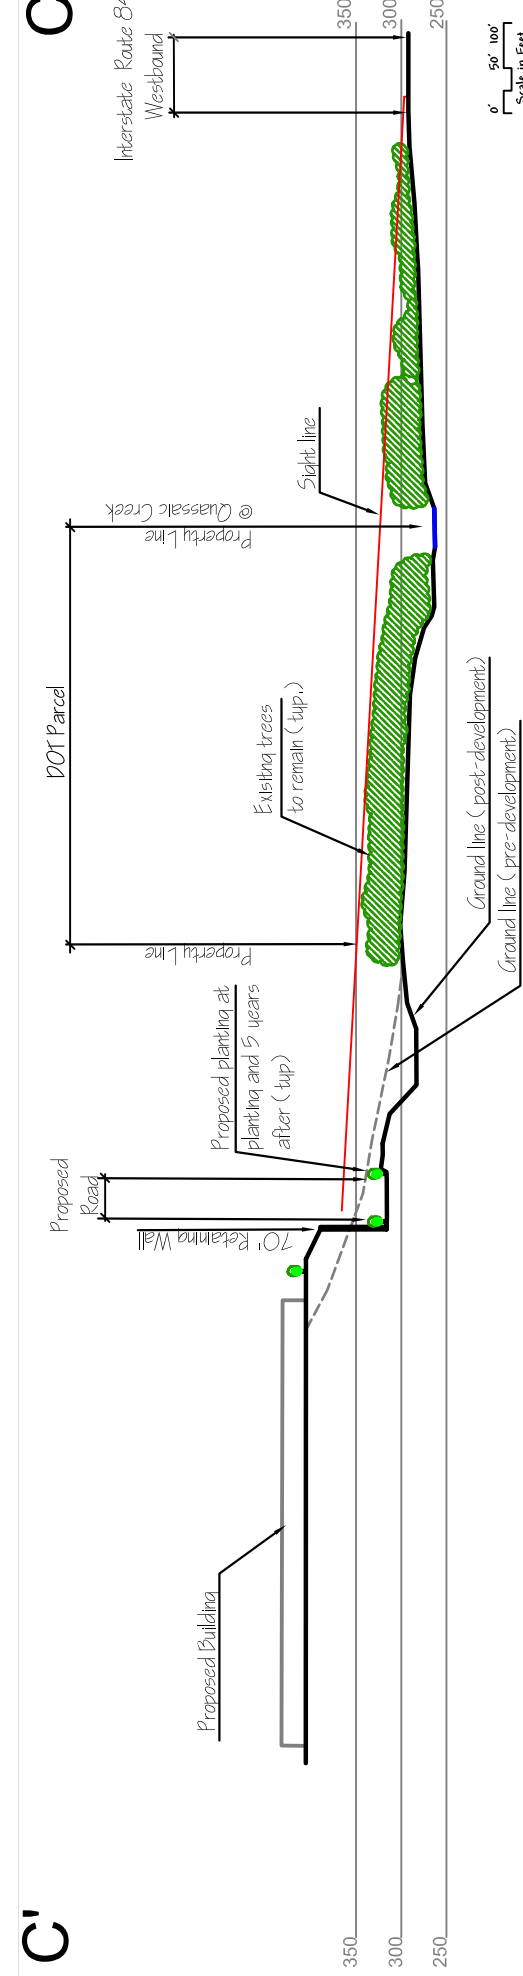 C'
C
350
300
250
350
300
250
Proposed Building
70' Retaining Wall
Proposed
Road
Proposed planting at
planting and 5 years
after (typ)
Property Line
DOT Parcel
Existing trees
to remain (typ.)
Property Line
@ Quassaic Creek
Sight line
Ground line (post-development)
Ground line (pre-development)
Interstate Route 84
Westbound
0' 50' 100'
Scale in Feet